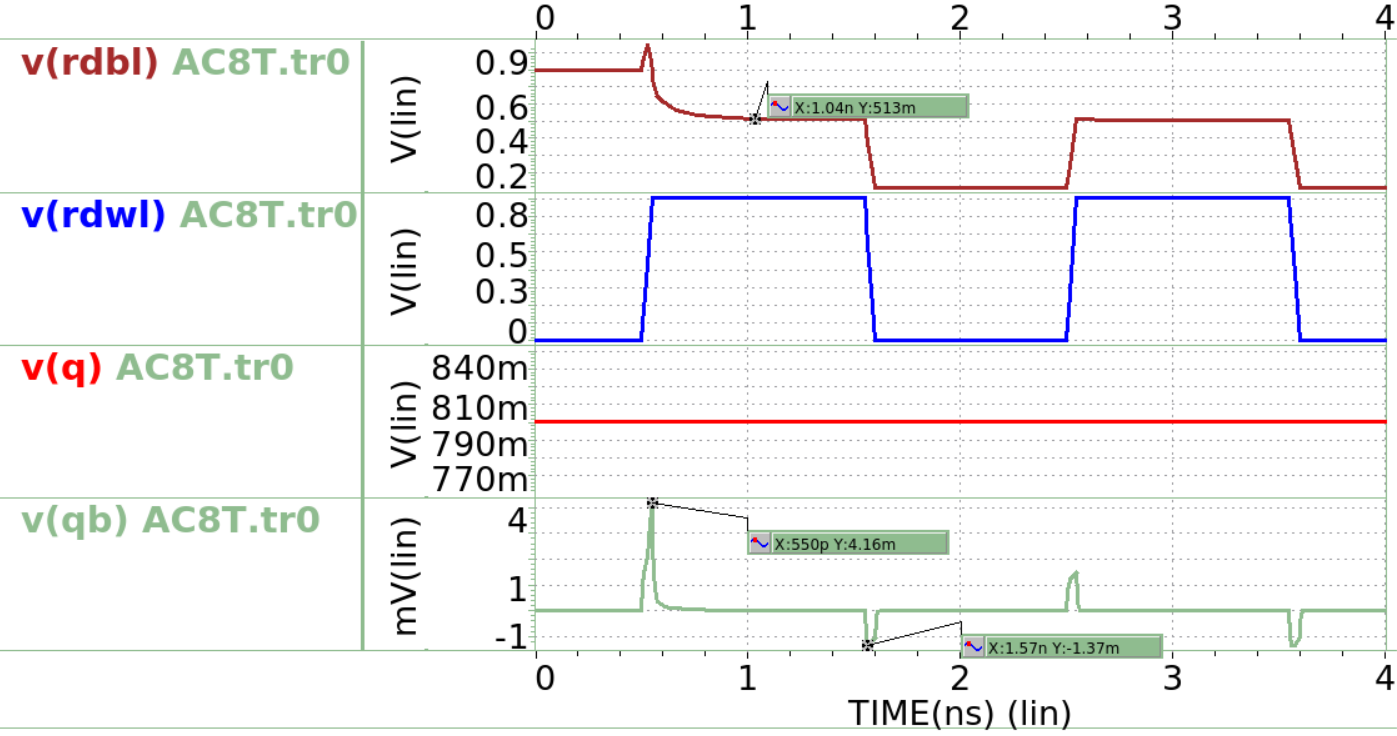 0 1 2 3 4
v(rdbl) AC8T.tr0
V(lin)
0.9
0.6
0.4
0.2
X:1.04n Y:513m
v(rdwl) AC8T.tr0
V(lin)
0.8
0.5
0.3
0
v(q) AC8T.tr0
V(lin)
840m
810m
790m
770m
v(qb) AC8T.tr0
mV(lin)
4
1
-1
X:550p Y:4.16m
X:1.57n Y:-1.37m
0 1 2 3 4
TIME(ns) (lin)